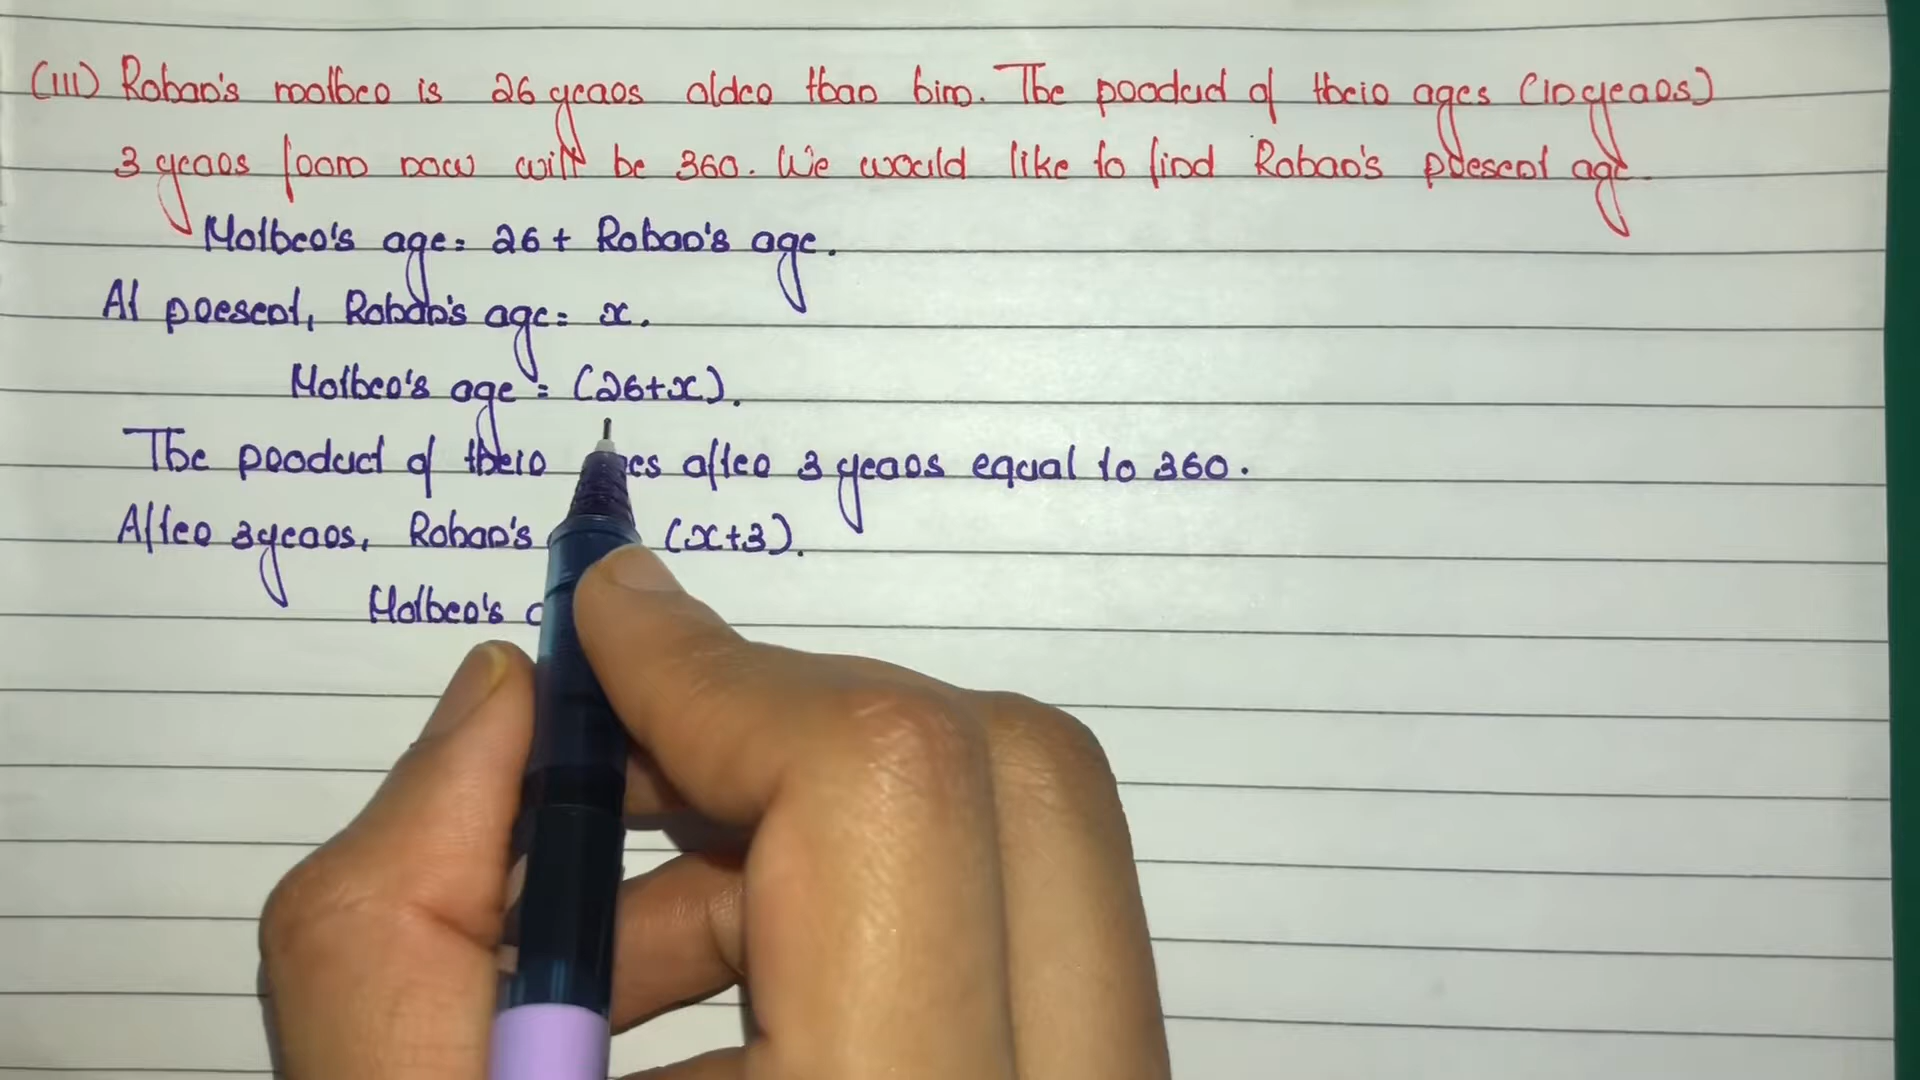 (III) Rohan's mother is 26 years older than him. The product of their ages (in years)
3 years from now will be 360. We would like to find Rohan's present age.
Mother's age = 26 + Rohan's age.
At present, Rohan's age = x.
Mother's age = (26+x).
The product of their after 3 years equal to 360.
After 3 years, Rohan's (x+3).
Mother's